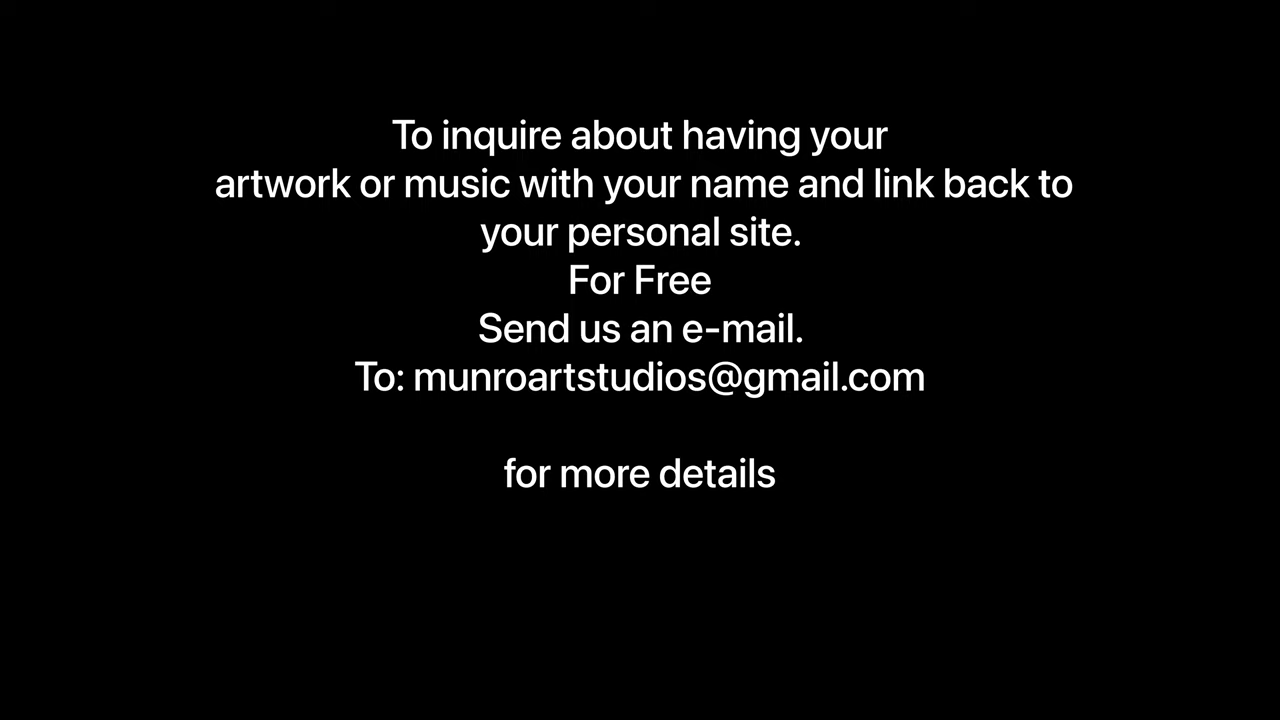 To inquire about having your
artwork or music with your name and link back to
your personal site.
For Free
Send us an e-mail.
To: munroartstudios@gmail.com
for more details